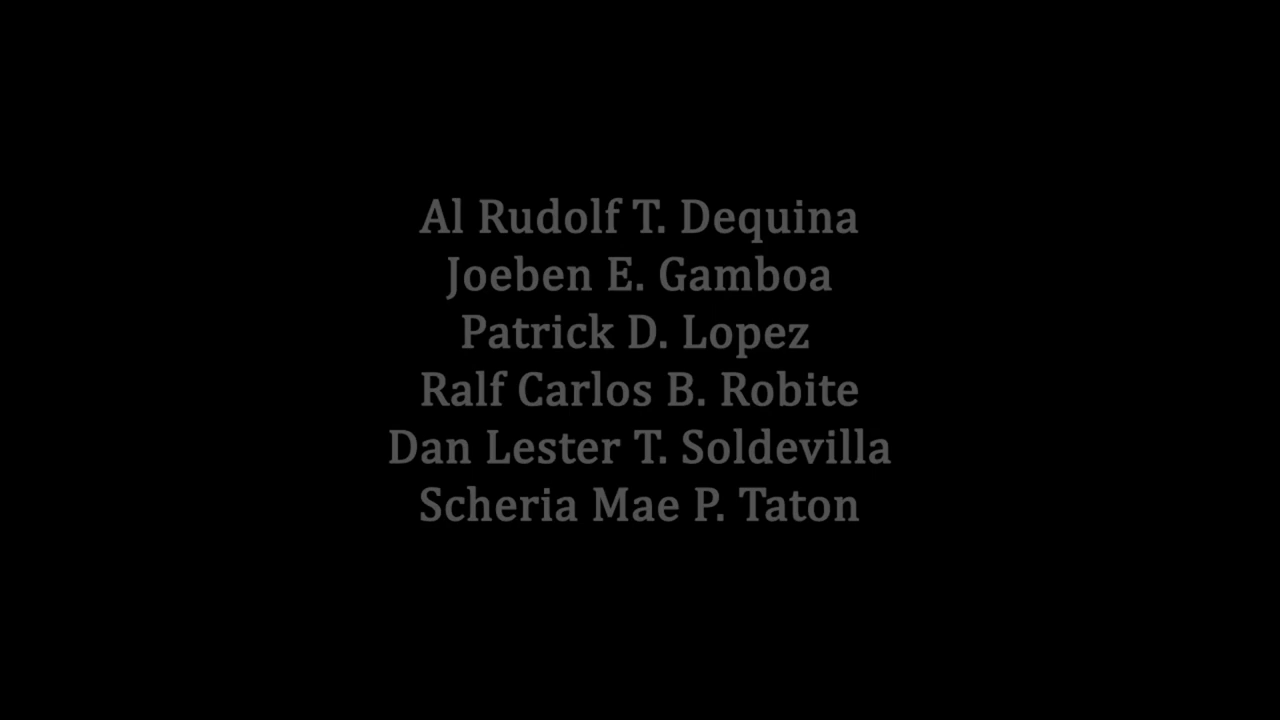 Al Rudolf T. Dequina
Joeben E. Gamboa
Patrick D. Lopez
Ralf Carlos B. Robite
Dan Lester T. Soldevilla
Scheria Mae P. Taton